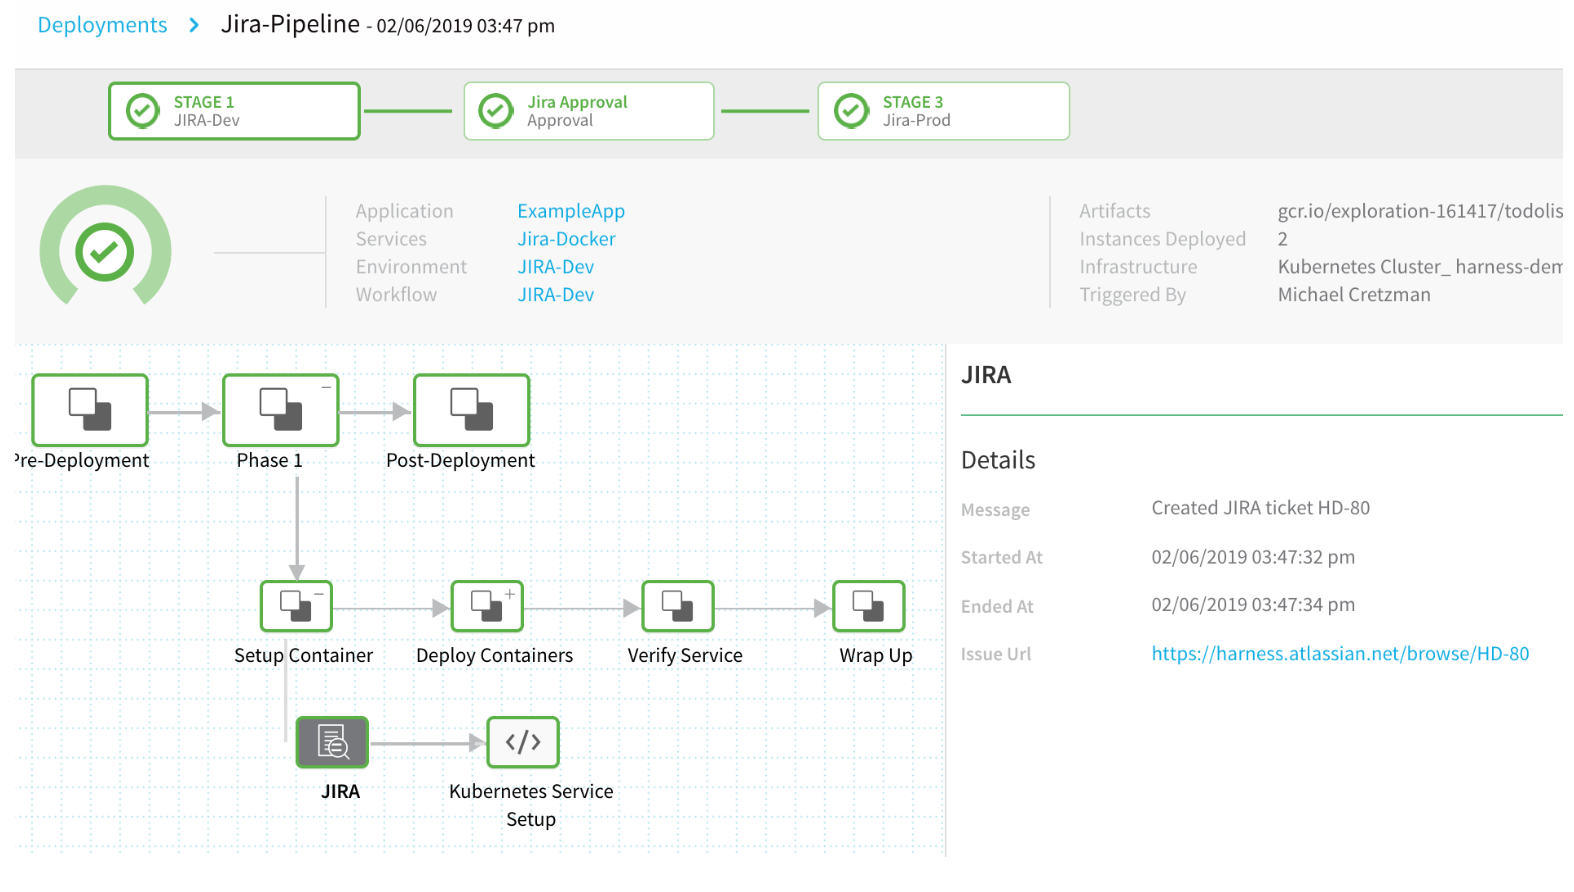 Deployments > Jira-Pipeline - 02/06/2019 03:47 pm
STAGE 1
JIRA-Dev
Jira Approval
Approval
STAGE 3
Jira-Prod
Application ExampleApp
Services Jira-Docker
Environment JIRA-Dev
Workflow JIRA-Dev
Artifacts gcr.io/exploration-161417/todolis
Instances Deployed 2
Infrastructure Kubernetes Cluster_ harness-dem
Triggered By Michael Cretzman
Pre-Deployment
Phase 1
Post-Deployment
Setup Container
Deploy Containers
Verify Service
Wrap Up
JIRA
Kubernetes Service
Setup
JIRA
Details
Message Created JIRA ticket HD-80
Started At 02/06/2019 03:47:32 pm
Ended At 02/06/2019 03:47:34 pm
Issue Url https://harness.atlassian.net/browse/HD-80